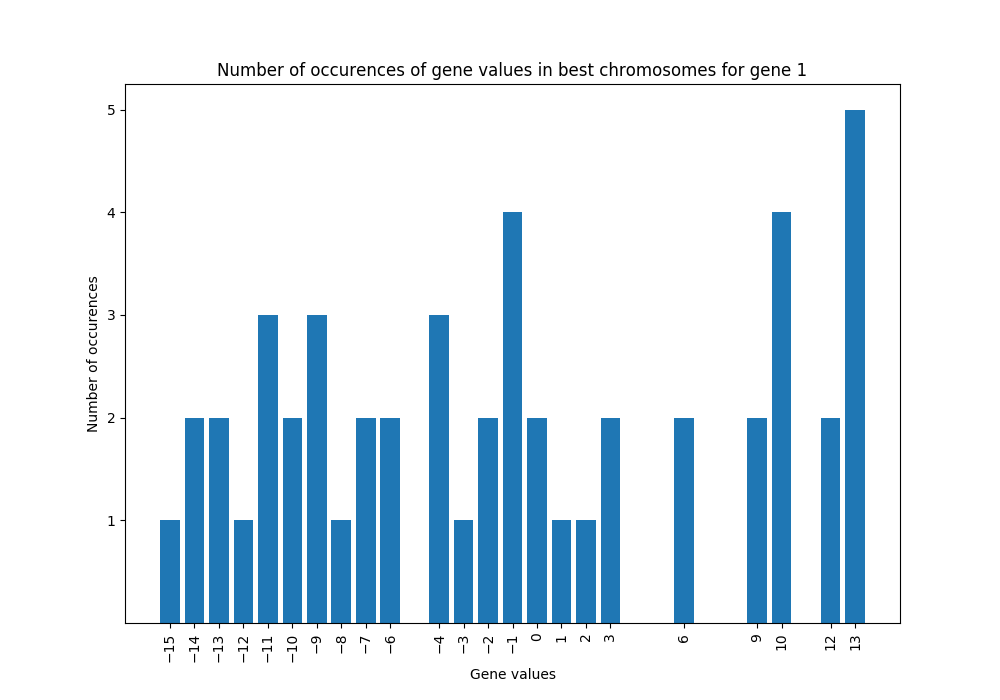 Number of occurences of gene values in best chromosomes for gene 1
5
4
3
2
1
Number of occurences
−15 −14 −13 −12 −11 −10 −9 −8 −7 −6 −4 −3 −2 −1 0 1 2 3 6 9 10 12 13
Gene values